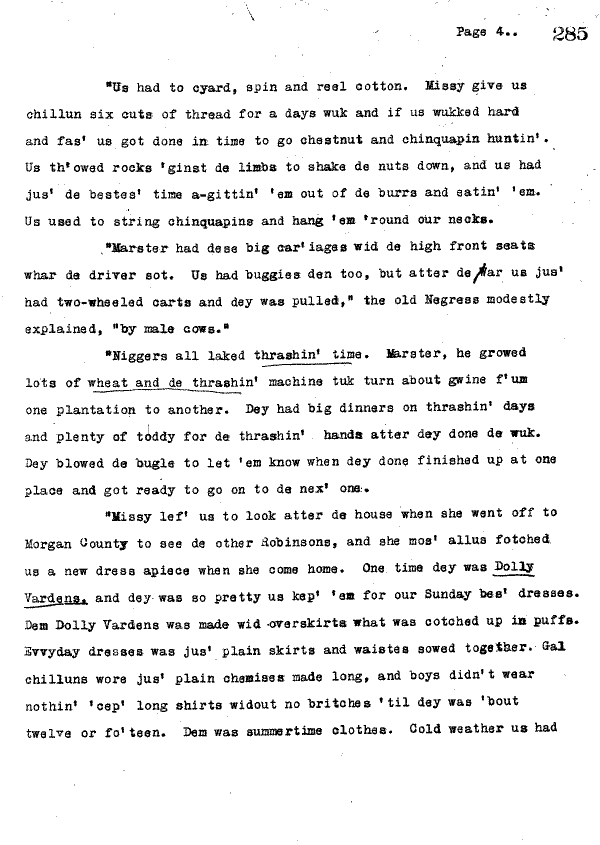 Page 4.. 285
"Us had to cyard, spin and reel cotton. Missy give us
chillun six cuts of thread for a days wuk and if us wukked hard
and fas' us got done in time to go chestnut and chinquapin huntin'.
Us th'owed rocks 'ginst de limbs to shake de nuts down, and us had
jus' de bestes' time a-gittin' 'em out of de burrs and eatin' 'em.
Us used to string chinquapins and hang 'em 'round our necks.
"Marster had dese big car'iages wid de high front seats
whar de driver sot. Us had buggies den too, but atter de War us jus'
had two-wheeled carts and dey was pulled," the old Negress modestly
explained, "by male cows."
"Niggers all laked thrashin' time. Marster, he growed
lots of wheat and de thrashin' machine tuk turn about gwine f'um
one plantation to another. Dey had big dinners on thrashin' days
and plenty of toddy for de thrashin' hands atter dey done de wuk.
Dey blowed de bugle to let 'em know when dey done finished up at one
place and got ready to go on to de nex' one.
"Missy lef' us to look atter de house when she went off to
Morgan County to see de other Robinsons, and she mos' allus fotched
us a new dress apiece when she come home. One time dey was Dolly
Vardens, and dey was so pretty us kep' 'em for our Sunday bes' dresses.
Dem Dolly Vardens was made wid overskirts what was cotched up in puffs.
Evvyday dresses was jus' plain skirts and waistes sowed together. Gal
chilluns wore jus' plain chemises made long, and boys didn't wear
nothin' 'cep' long shirts widout no britches 'til dey was 'bout
twelve or fo'teen. Dem was summertime clothes. Cold weather us had